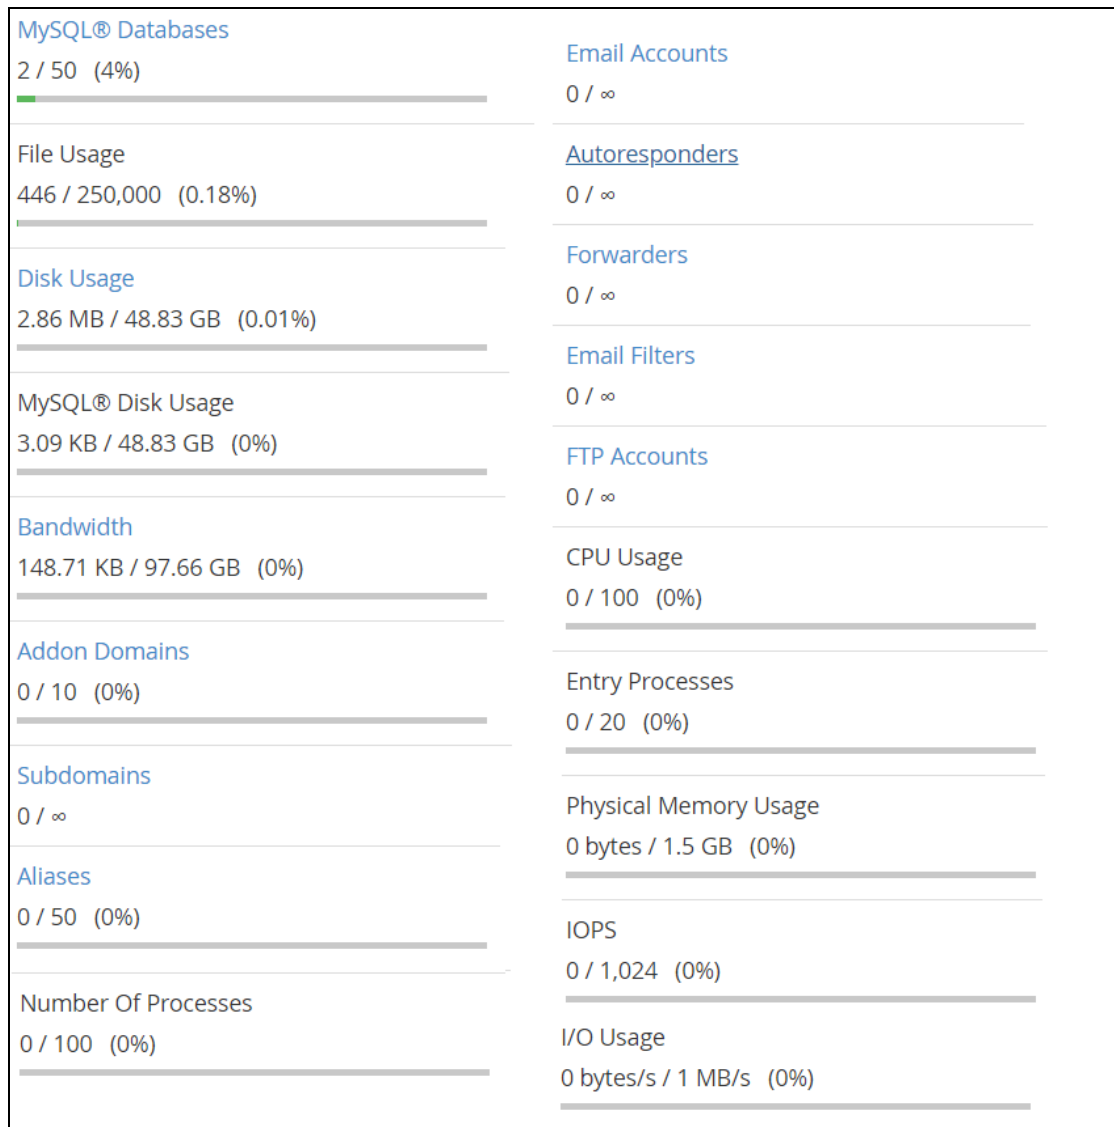 MySQL® Databases
2 / 50 (4%)
File Usage
446 / 250,000 (0.18%)
Disk Usage
2.86 MB / 48.83 GB (0.01%)
MySQL® Disk Usage
3.09 KB / 48.83 GB (0%)
Bandwidth
148.71 KB / 97.66 GB (0%)
Addon Domains
0 / 10 (0%)
Subdomains
0 / ∞
Aliases
0 / 50 (0%)
Number Of Processes
0 / 100 (0%)
Email Accounts
0 / ∞
Autoresponders
0 / ∞
Forwarders
0 / ∞
Email Filters
0 / ∞
FTP Accounts
0 / ∞
CPU Usage
0 / 100 (0%)
Entry Processes
0 / 20 (0%)
Physical Memory Usage
0 bytes / 1.5 GB (0%)
IOPS
0 / 1,024 (0%)
I/O Usage
0 bytes/s / 1 MB/s (0%)